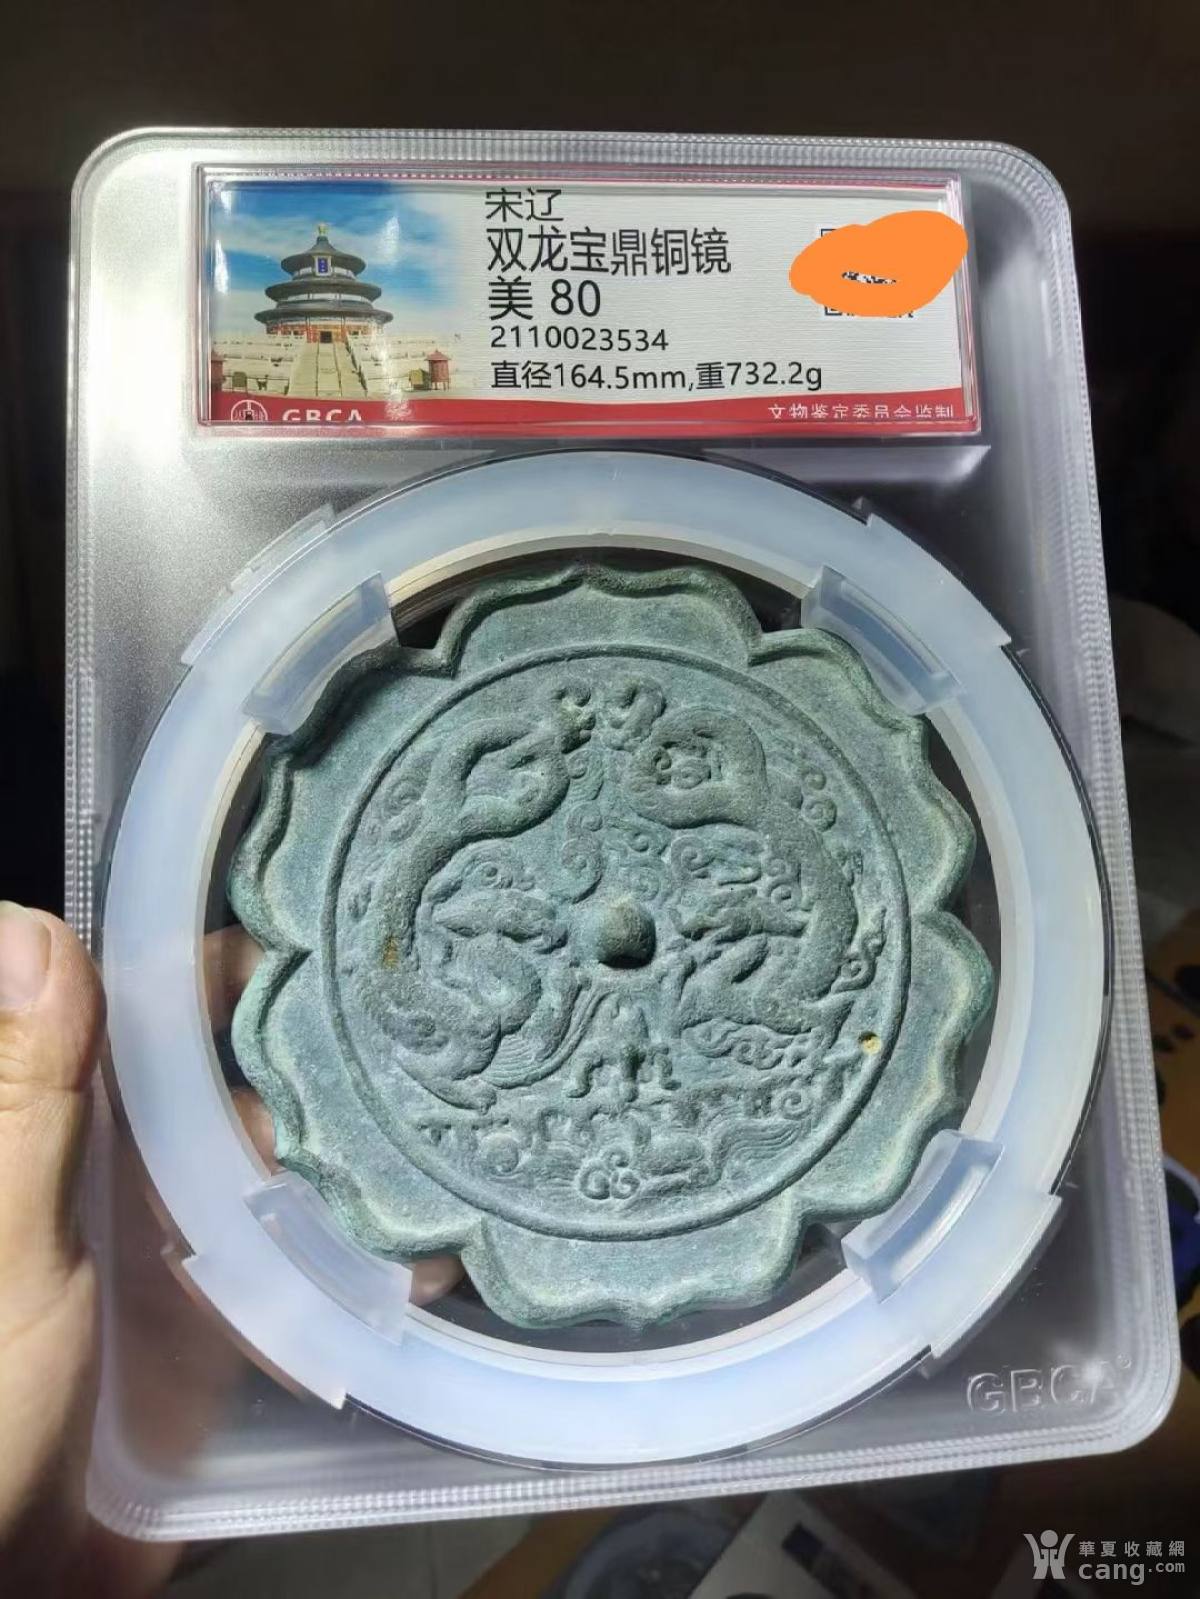 宋辽
双龙宝鼎铜镜
美 80
2110023534
直径164.5mm,重732.2g
GBCA
文物鉴定委员会监制
GBCA
華夏收藏網
cang.com